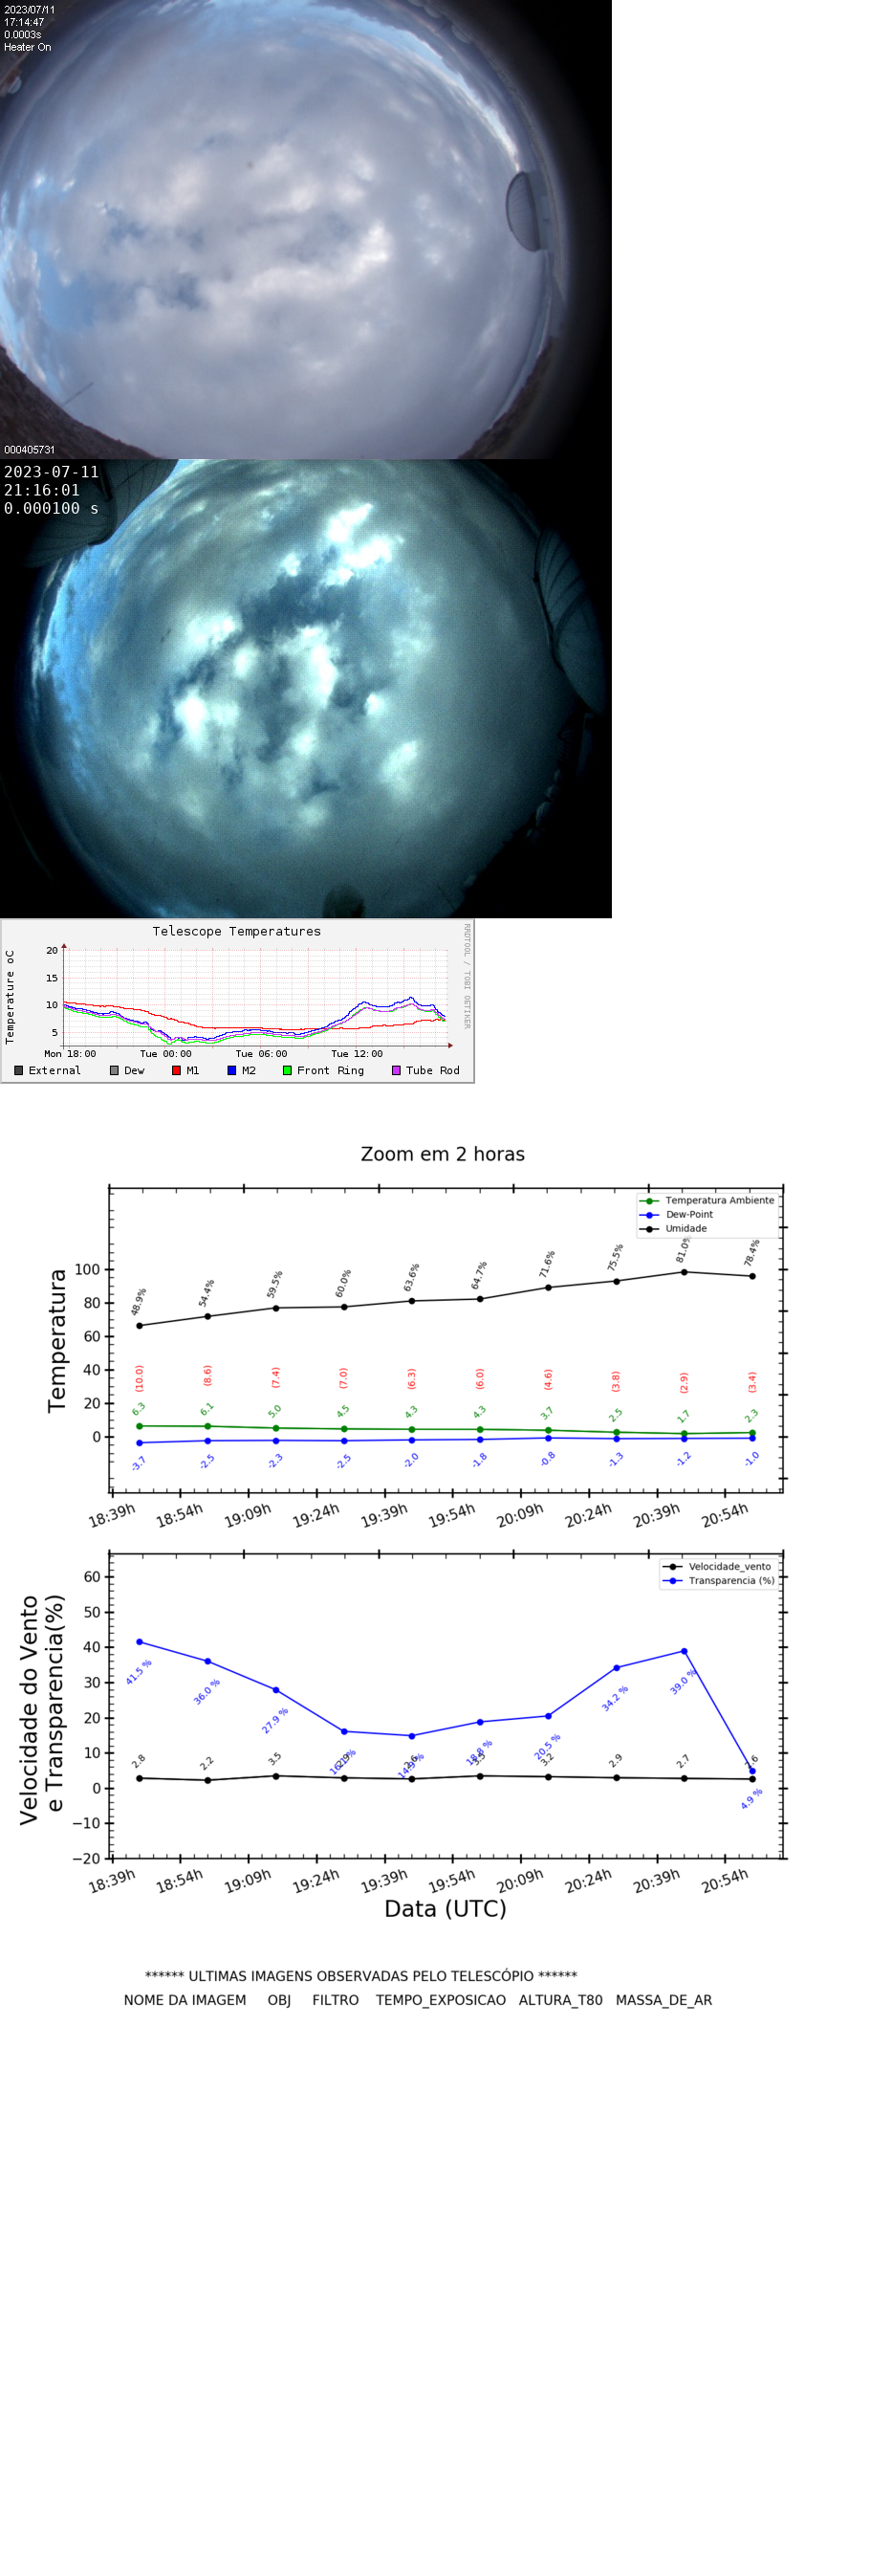 2023/07/11
17:14:47
0.0003s
Heater On
000405731
2023-07-11
21:16:01
0.000100 s
Telescope Temperatures
RRDTOOL / TOBI OETIKER
Temperature oC
20
15
10
5
Mon 18:00 Tue 00:00 Tue 06:00 Tue 12:00
External Dew M1 M2 Front Ring Tube Rod
Zoom em 2 horas
Temperatura Ambiente
Dew-Point
Umidade
Temperatura
100
80
60
40
20
0
48.9% 54.4% 59.5% 60.0% 63.6% 64.7% 71.6% 75.5% 81.0% 78.4%
(10.0) (8.6) (7.4) (7.0) (6.3) (6.0) (4.6) (3.8) (2.9) (3.4)
6.3 6.1 5.0 4.5 4.3 4.3 3.7 2.5 1.7 2.3
-3.7 -2.5 -2.3 -2.5 -2.0 -1.8 -0.8 -1.3 -1.2 -1.0
18:39h 18:54h 19:09h 19:24h 19:39h 19:54h 20:09h 20:24h 20:39h 20:54h
Velocidade_vento
Transparencia (%)
Velocidade do Vento
e Transparencia(%)
60
50
40
30
20
10
0
−10
−20
41.5 % 36.0 % 27.9 % 20.5 % 34.2 % 39.0 % 4.9 %
2.8 2.2 3.5 3.2 2.9 2.7
18:39h 18:54h 19:09h 19:24h 19:39h 19:54h 20:09h 20:24h 20:39h 20:54h
Data (UTC)
****** ULTIMAS IMAGENS OBSERVADAS PELO TELESCÓPIO ******
NOME DA IMAGEM OBJ FILTRO TEMPO_EXPOSICAO ALTURA_T80 MASSA_DE_AR